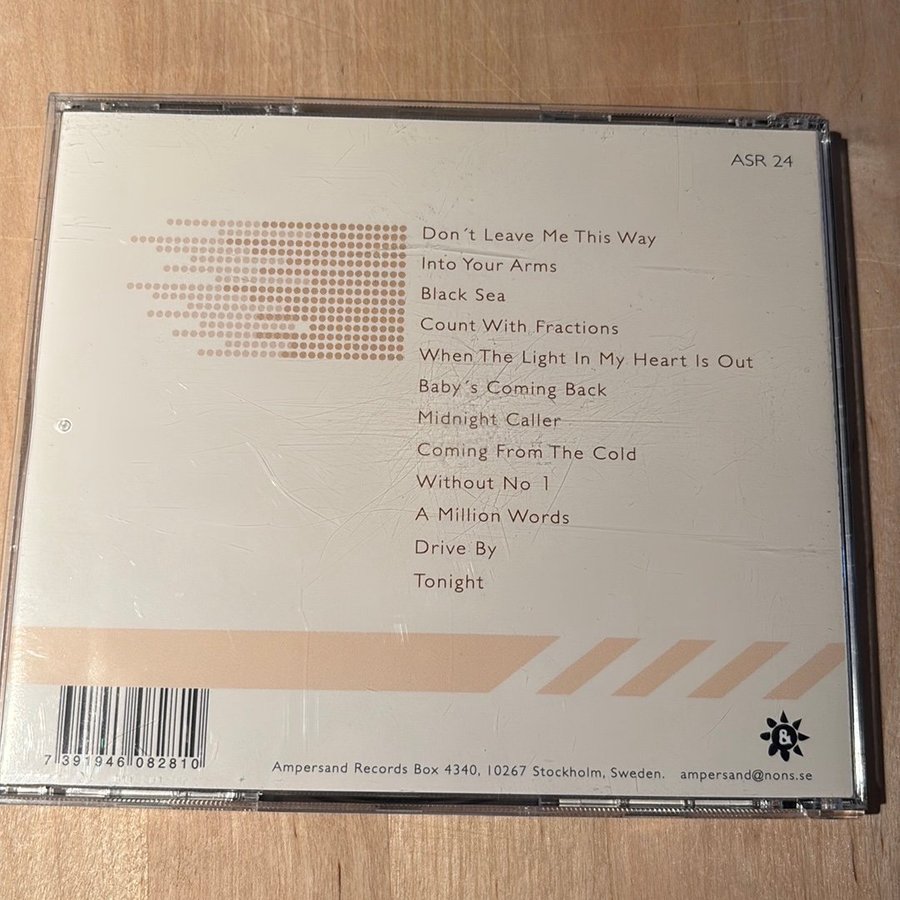 ASR 24
Don´t Leave Me This Way
Into Your Arms
Black Sea
Count With Fractions
When The Light In My Heart Is Out
Baby´s Coming Back
Midnight Caller
Coming From The Cold
Without No 1
A Million Words
Drive By
Tonight
&
7 391946 082810
Ampersand Records Box 4340, 10267 Stockholm, Sweden. ampersand@nons.se